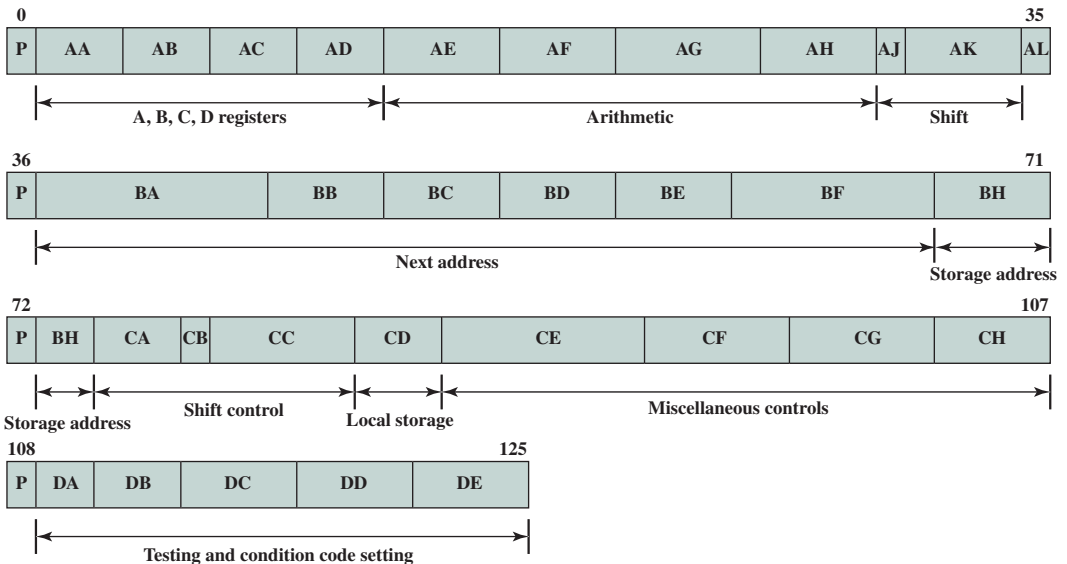 0 35
P AA AB AC AD AE AF AG AH AJ AK AL
A, B, C, D registers Arithmetic Shift
36 71
P BA BB BC BD BE BF BH
Next address Storage address
72 107
P BH CA CB CC CD CE CF CG CH
Storage address Shift control Local storage Miscellaneous controls
108 125
P DA DB DC DD DE
Testing and condition code setting